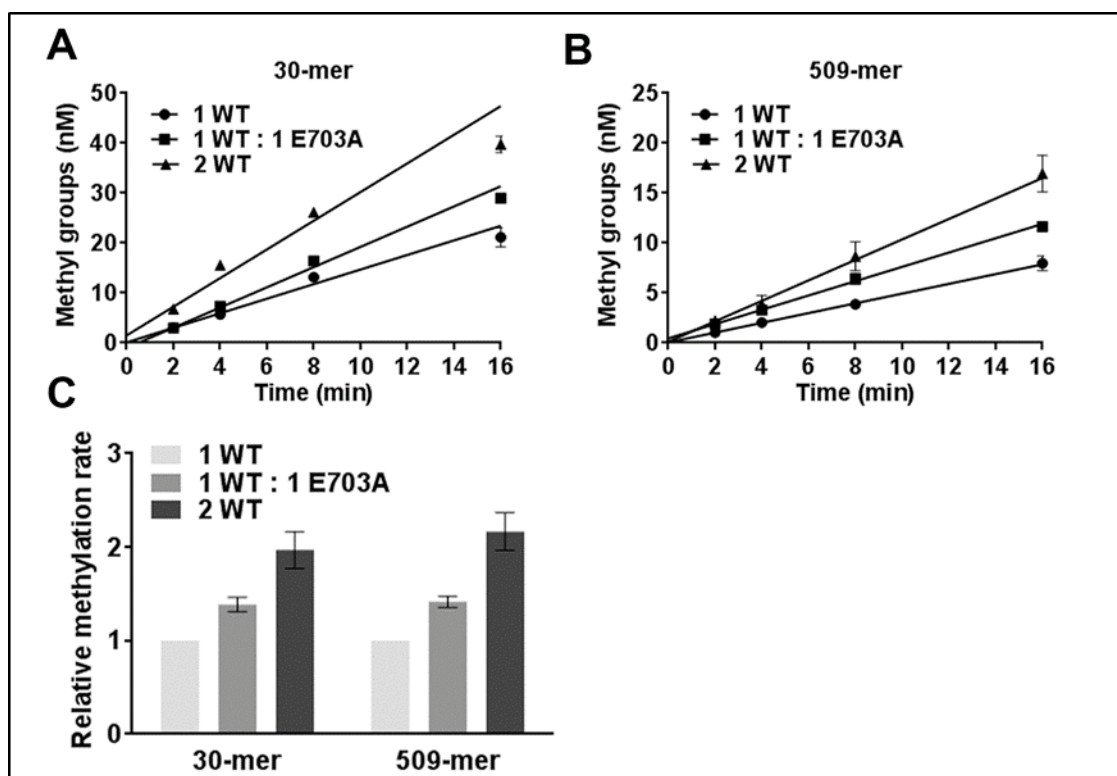 A
30-mer
Methyl groups (nM)
50
40
30
20
10
0
1 WT
1 WT : 1 E703A
2 WT
0 2 4 6 8 10 12 14 16
Time (min)
B
509-mer
Methyl groups (nM)
25
20
15
10
5
0
1 WT
1 WT : 1 E703A
2 WT
0 2 4 6 8 10 12 14 16
Time (min)
C
Relative methylation rate
3
2
1
0
1 WT
1 WT : 1 E703A
2 WT
30-mer 509-mer